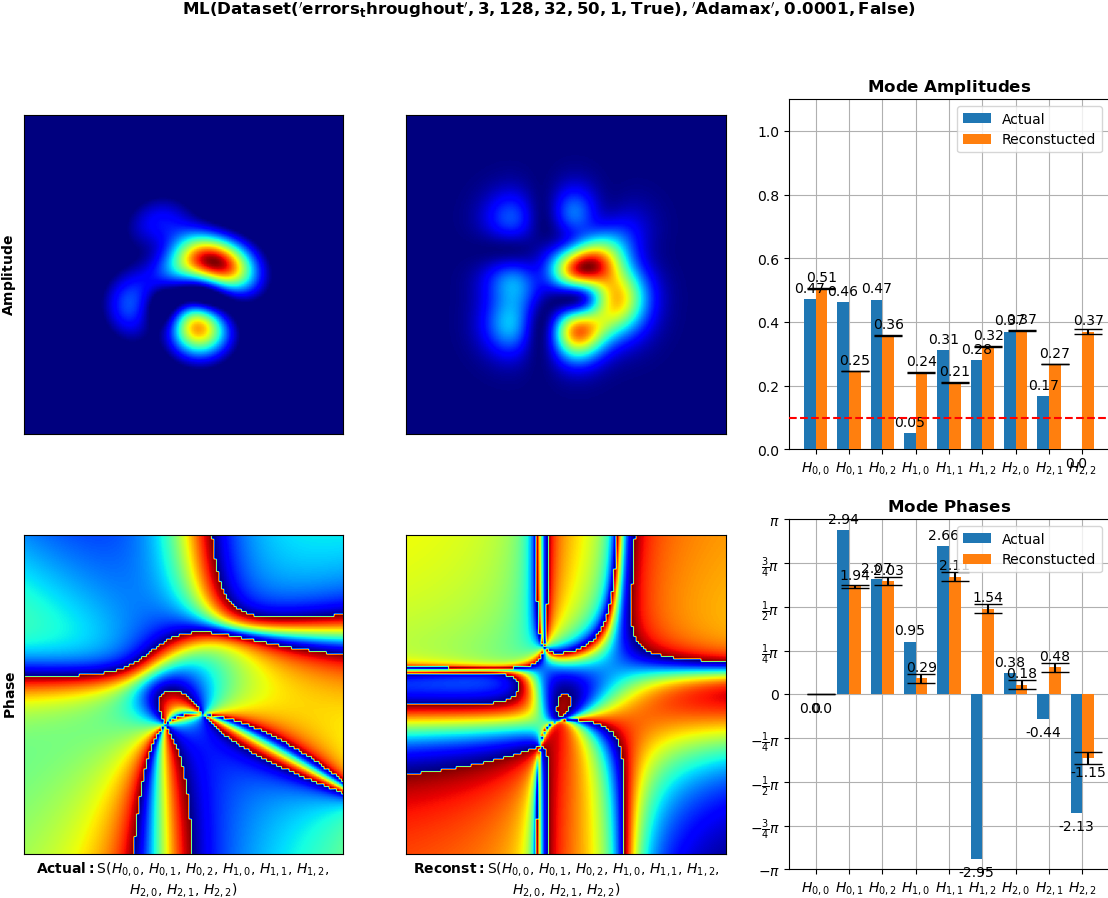 ML(Dataset('errors_throughout', 3, 128, 32, 50, 1, True), 'Adamax', 0.0001, False)
Amplitude
Mode Amplitudes
Actual
Reconstucted
1.0
0.8
0.6
0.4
0.2
0.0
0.47 0.51 0.46 0.25 0.47 0.36 0.05 0.24 0.31 0.21 0.28 0.32 0.37 0.37 0.17 0.27 0.0 0.37
H0,0 H0,1 H0,2 H1,0 H1,1 H1,2 H2,0 H2,1 H2,2
Phase
Mode Phases
Actual
Reconstucted
π
3/4π
1/2π
1/4π
0
−1/4π
−1/2π
−3/4π
−π
0.0 0.0 2.94 1.94 2.07 2.03 0.95 0.29 2.66 -2.95 1.54 0.38 0.18 -0.44 0.48 -2.13 -1.15
H0,0 H0,1 H0,2 H1,0 H1,1 H1,2 H2,0 H2,1 H2,2
Actual: S(H0,0, H0,1, H0,2, H1,0, H1,1, H1,2,
H2,0, H2,1, H2,2)
Reconst: S(H0,0, H0,1, H0,2, H1,0, H1,1, H1,2,
H2,0, H2,1, H2,2)